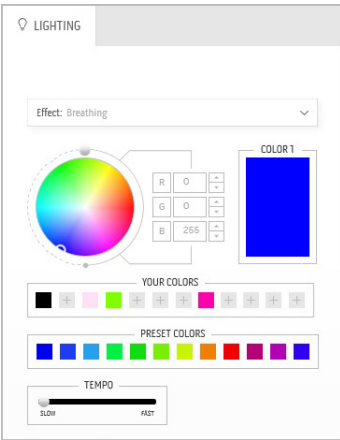 LIGHTING
Effect: Breathing
COLOR 1
R 0
G 0
B 255
YOUR COLORS
PRESET COLORS
TEMPO
SLOW FAST